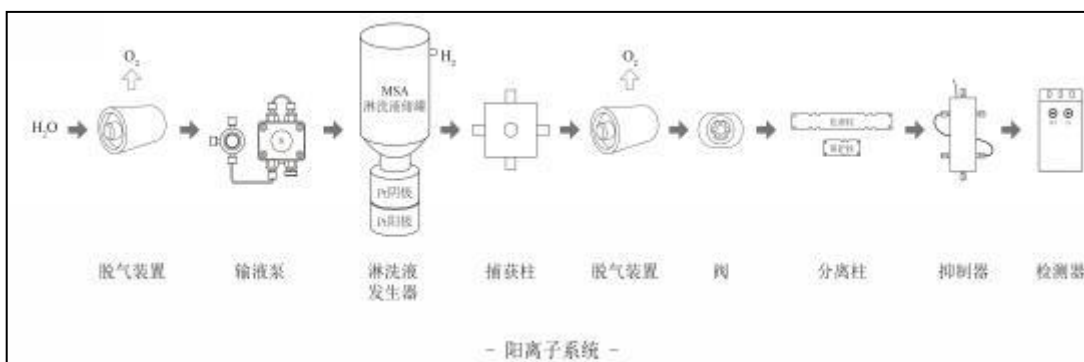 O₂
H₂
O₂
MSA
淋洗液储罐
H₂O
Pt阴极
Pt阳极
脱气装置
输液泵
淋洗液
发生器
捕获柱
脱气装置
阀
分离柱
抑制器
检测器
- 阳离子系统 -